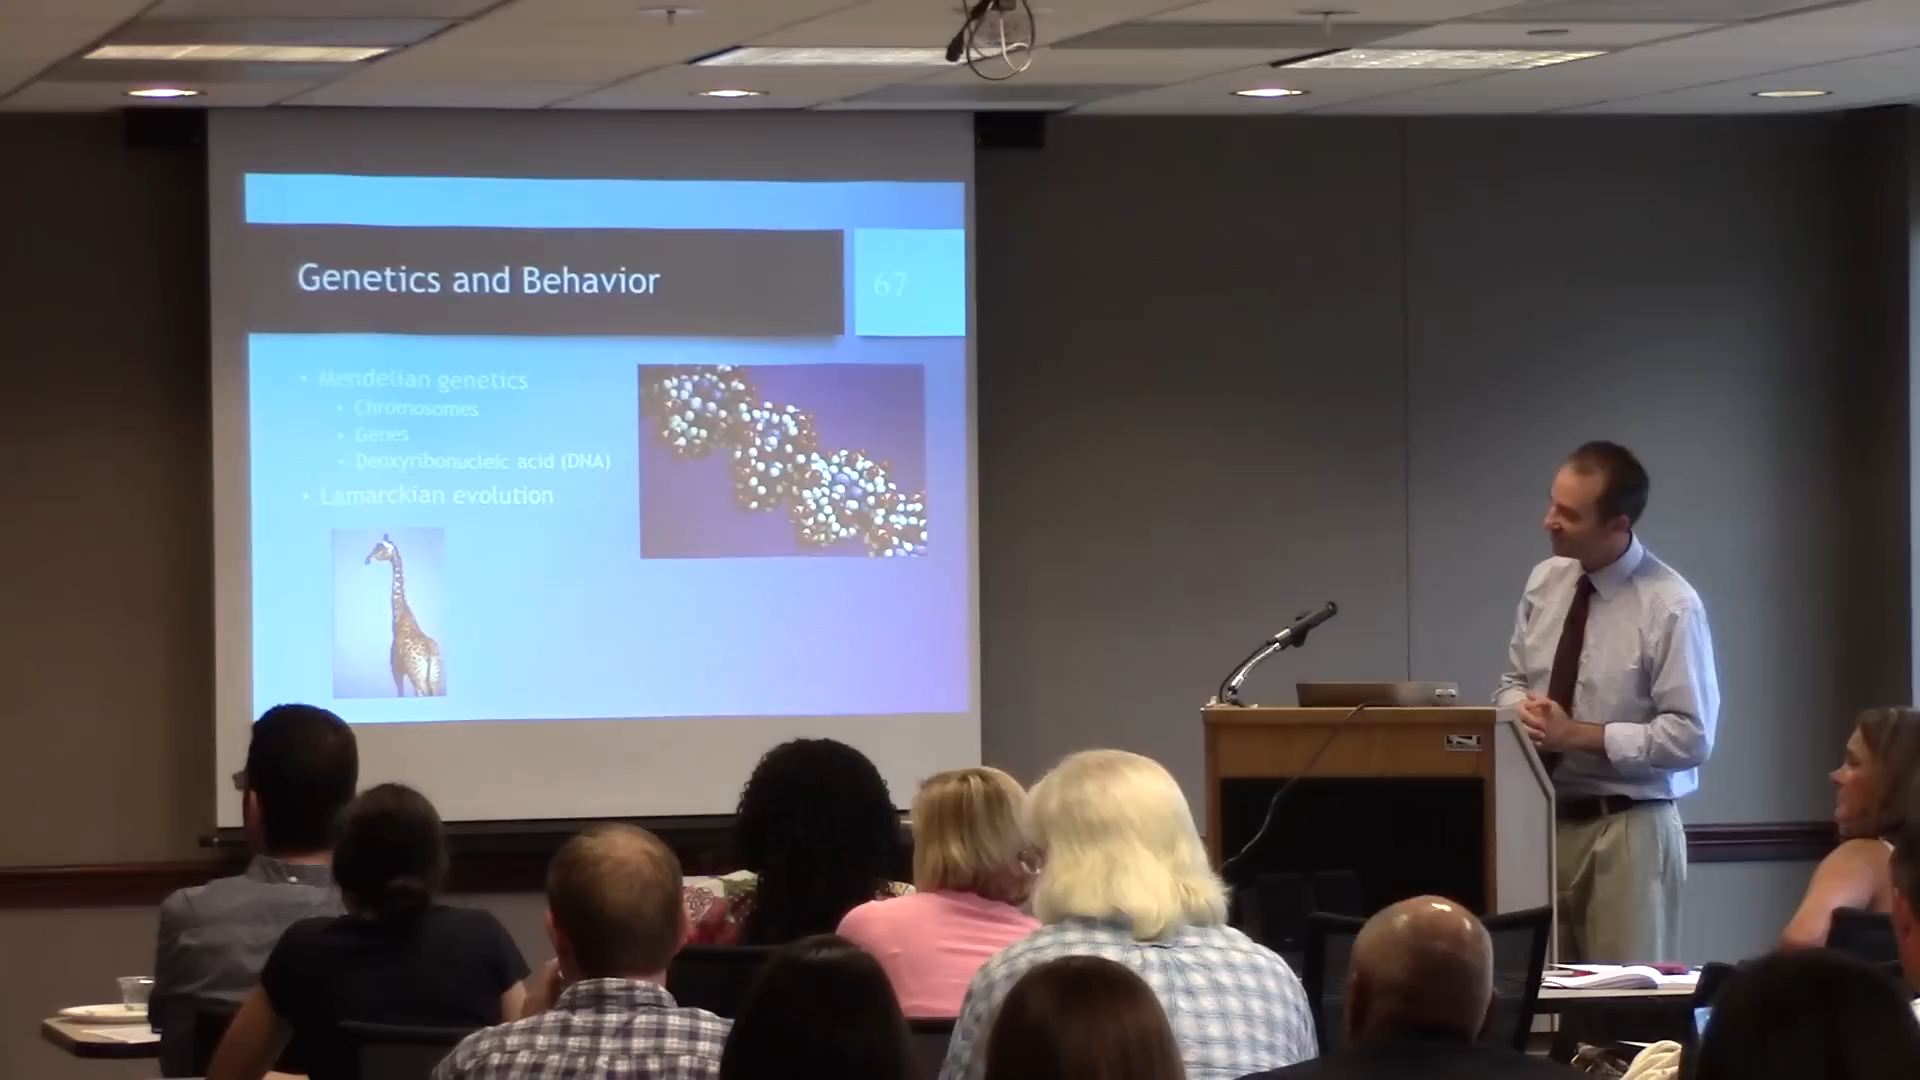 Genetics and Behavior
67
• Mendelian genetics
• Chromosomes
• Genes
• Deoxyribonucleic acid (DNA)
• Lamarckian evolution